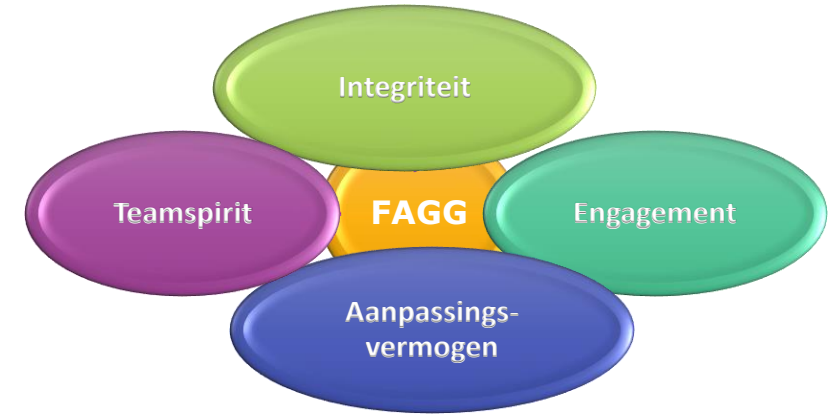 Integriteit
Teamspirit
FAGG
Engagement
Aanpassings-
vermogen